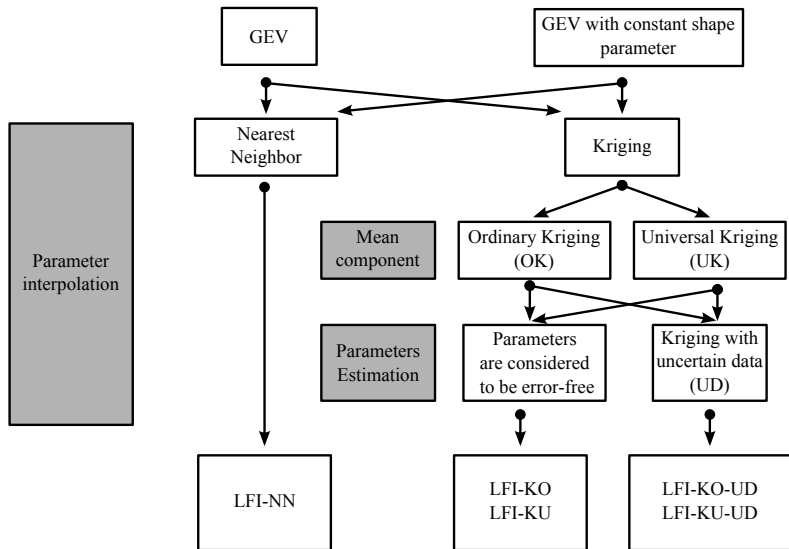 GEV
GEV with constant shape
parameter
Nearest
Neighbor
Kriging
Parameter
interpolation
Mean
component
Ordinary Kriging
(OK)
Universal Kriging
(UK)
Parameters
Estimation
Parameters
are considered
to be error-free
Kriging with
uncertain data
(UD)
LFI-NN
LFI-KO
LFI-KU
LFI-KO-UD
LFI-KU-UD